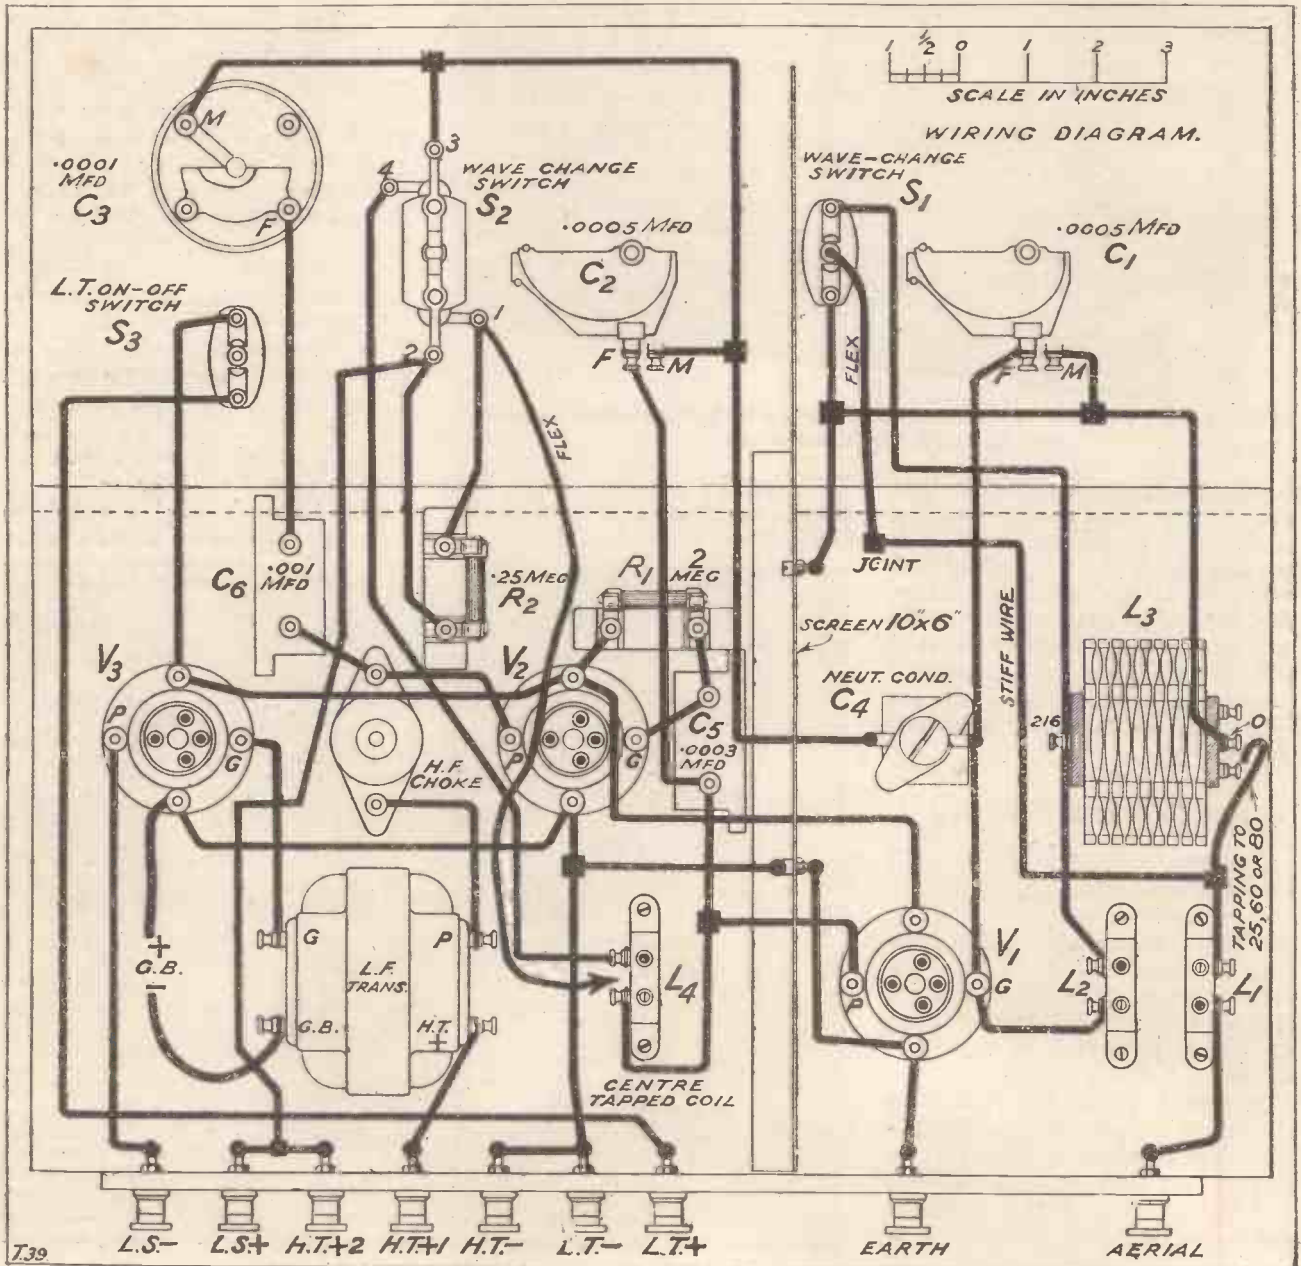 1 ½ 0 1 2 3
SCALE IN INCHES
WIRING DIAGRAM.
M
.0001
MFD
C3
F
3
4
WAVE CHANGE
SWITCH
S2
1
2
.0005 MFD
C2
F M
WAVE-CHANGE
SWITCH
S1
.0005 MFD
C1
F M
L.T. ON-OFF
SWITCH
S3
FLEX
FLEX
C6
.001
MFD
.25 MEG
R2
R1
2
MEG
JOINT
SCREEN 10"x6"
STIFF WIRE
L3
V3
P
G
H.F.
CHOKE
V2
P
G
C5
.0003
MFD
NEUT. COND.
C4
216
0
TAPPING TO
25,60 OR 80
+
G.B.
-
G
P
L.F.
TRANS.
G.B.
H.T.
+
L4
CENTRE
TAPPED COIL
V1
P
G
L2
L1
L.S.-
L.S.+
H.T.+2
H.T.+1
H.T.-
L.T.-
L.T.+
EARTH
AERIAL
T.39.